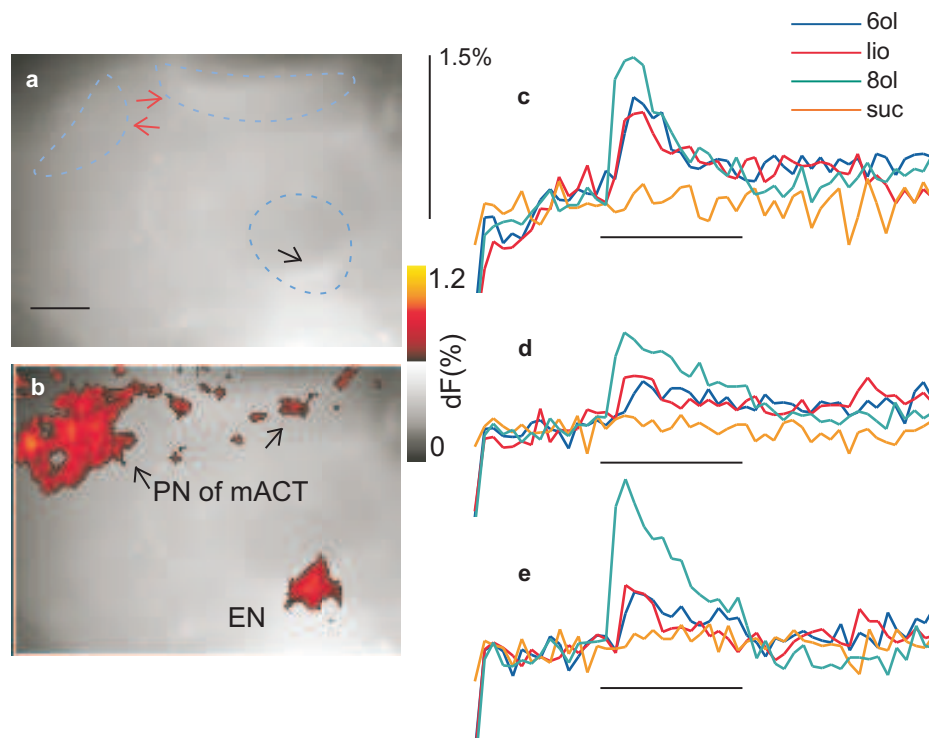 a
1.5%
c
6ol
lio
8ol
suc
1.2
dF(%)
0
b
PN of mACT
EN
d
e